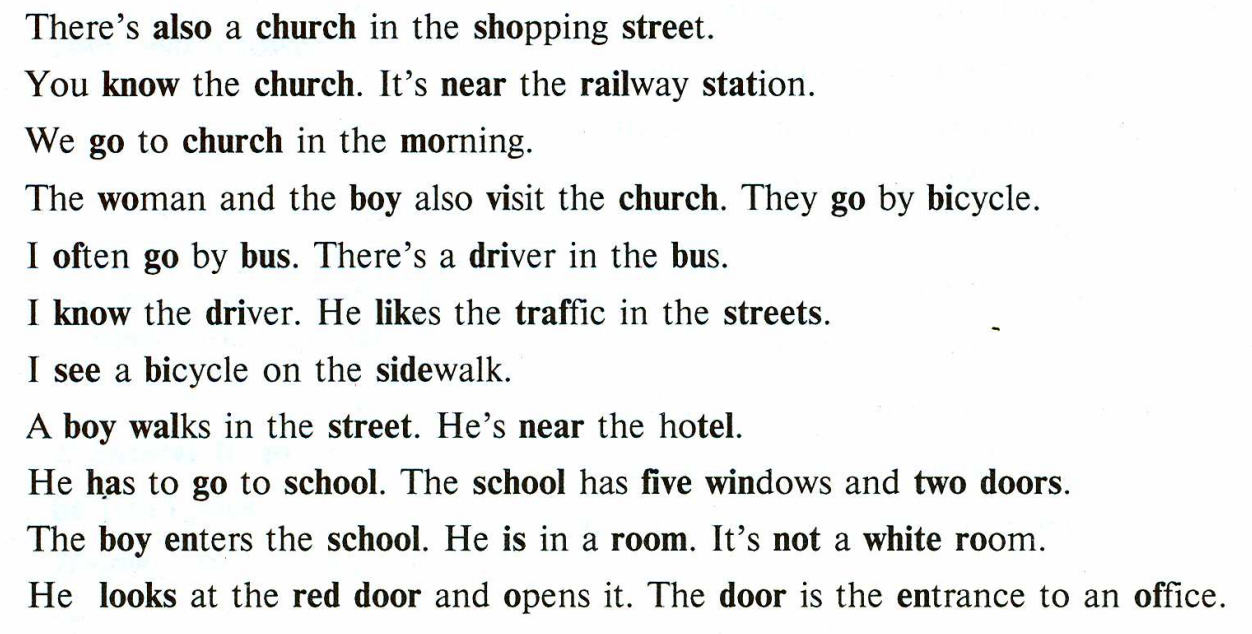 There's also a church in the shopping street.
You know the church. It's near the railway station.
We go to church in the morning.
The woman and the boy also visit the church. They go by bicycle.
I often go by bus. There's a driver in the bus.
I know the driver. He likes the traffic in the streets.
I see a bicycle on the sidewalk.
A boy walks in the street. He's near the hotel.
He has to go to school. The school has five windows and two doors.
The boy enters the school. He is in a room. It's not a white room.
He looks at the red door and opens it. The door is the entrance to an office.